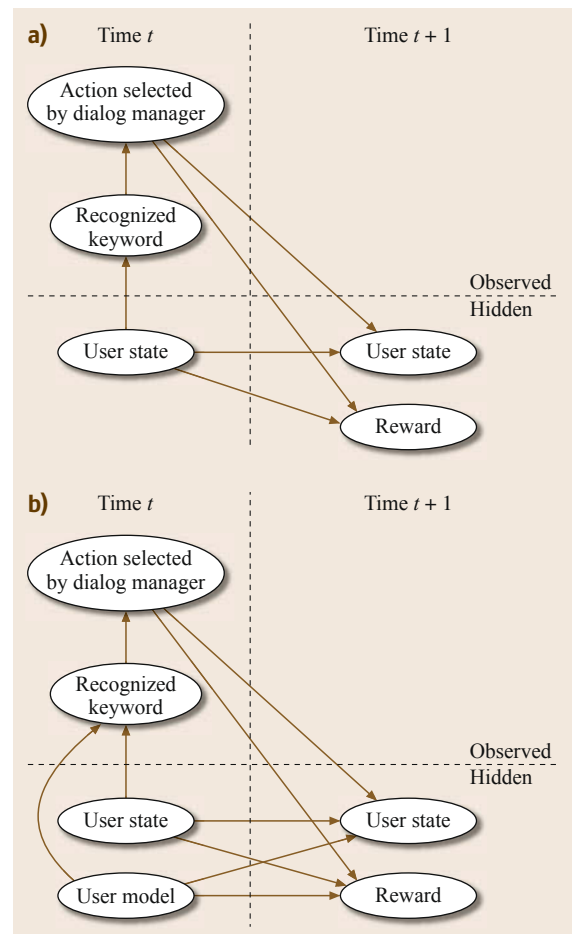 a)
Time t
Time t + 1
Action selected
by dialog manager
Recognized
keyword
Observed
Hidden
User state
User state
Reward
b)
Time t
Time t + 1
Action selected
by dialog manager
Recognized
keyword
Observed
Hidden
User state
User state
User model
Reward